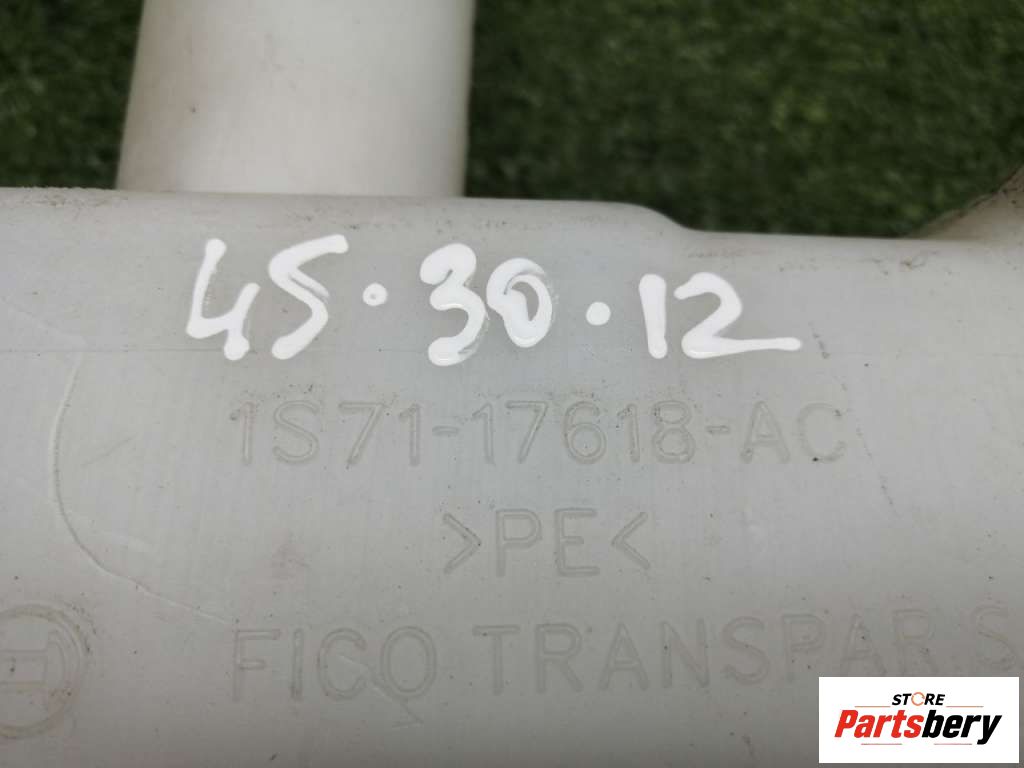 45.30.12
1S71-17618-AC
>PE<
FICO TRANSPAR S
STORE
Partsbery